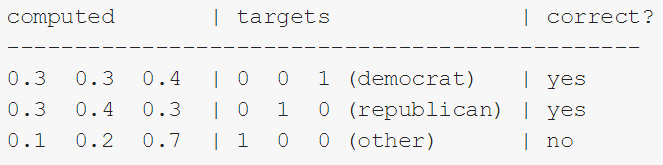 computed | targets | correct?
-----------------------------------------------
0.3 0.3 0.4 | 0 0 1 (democrat) | yes
0.3 0.4 0.3 | 0 1 0 (republican) | yes
0.1 0.2 0.7 | 1 0 0 (other) | no